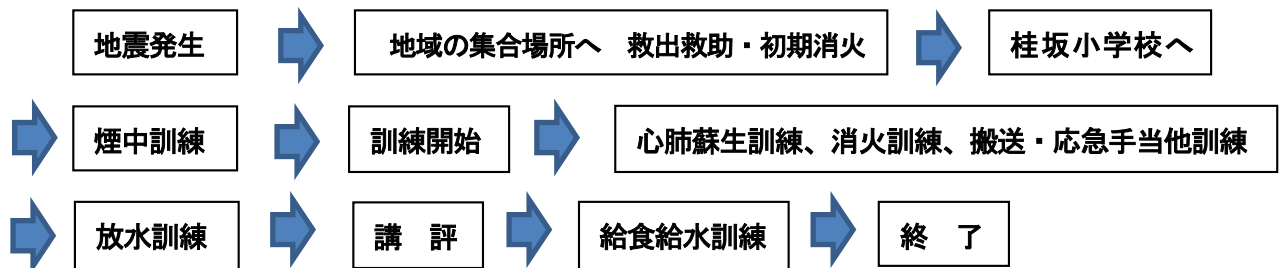 地震発生 地域の集合場所へ 救出救助・初期消火 桂坂小学校へ
煙中訓練 訓練開始 心肺蘇生訓練、消火訓練、搬送・応急手当他訓練
放水訓練 講 評 給食給水訓練 終 了